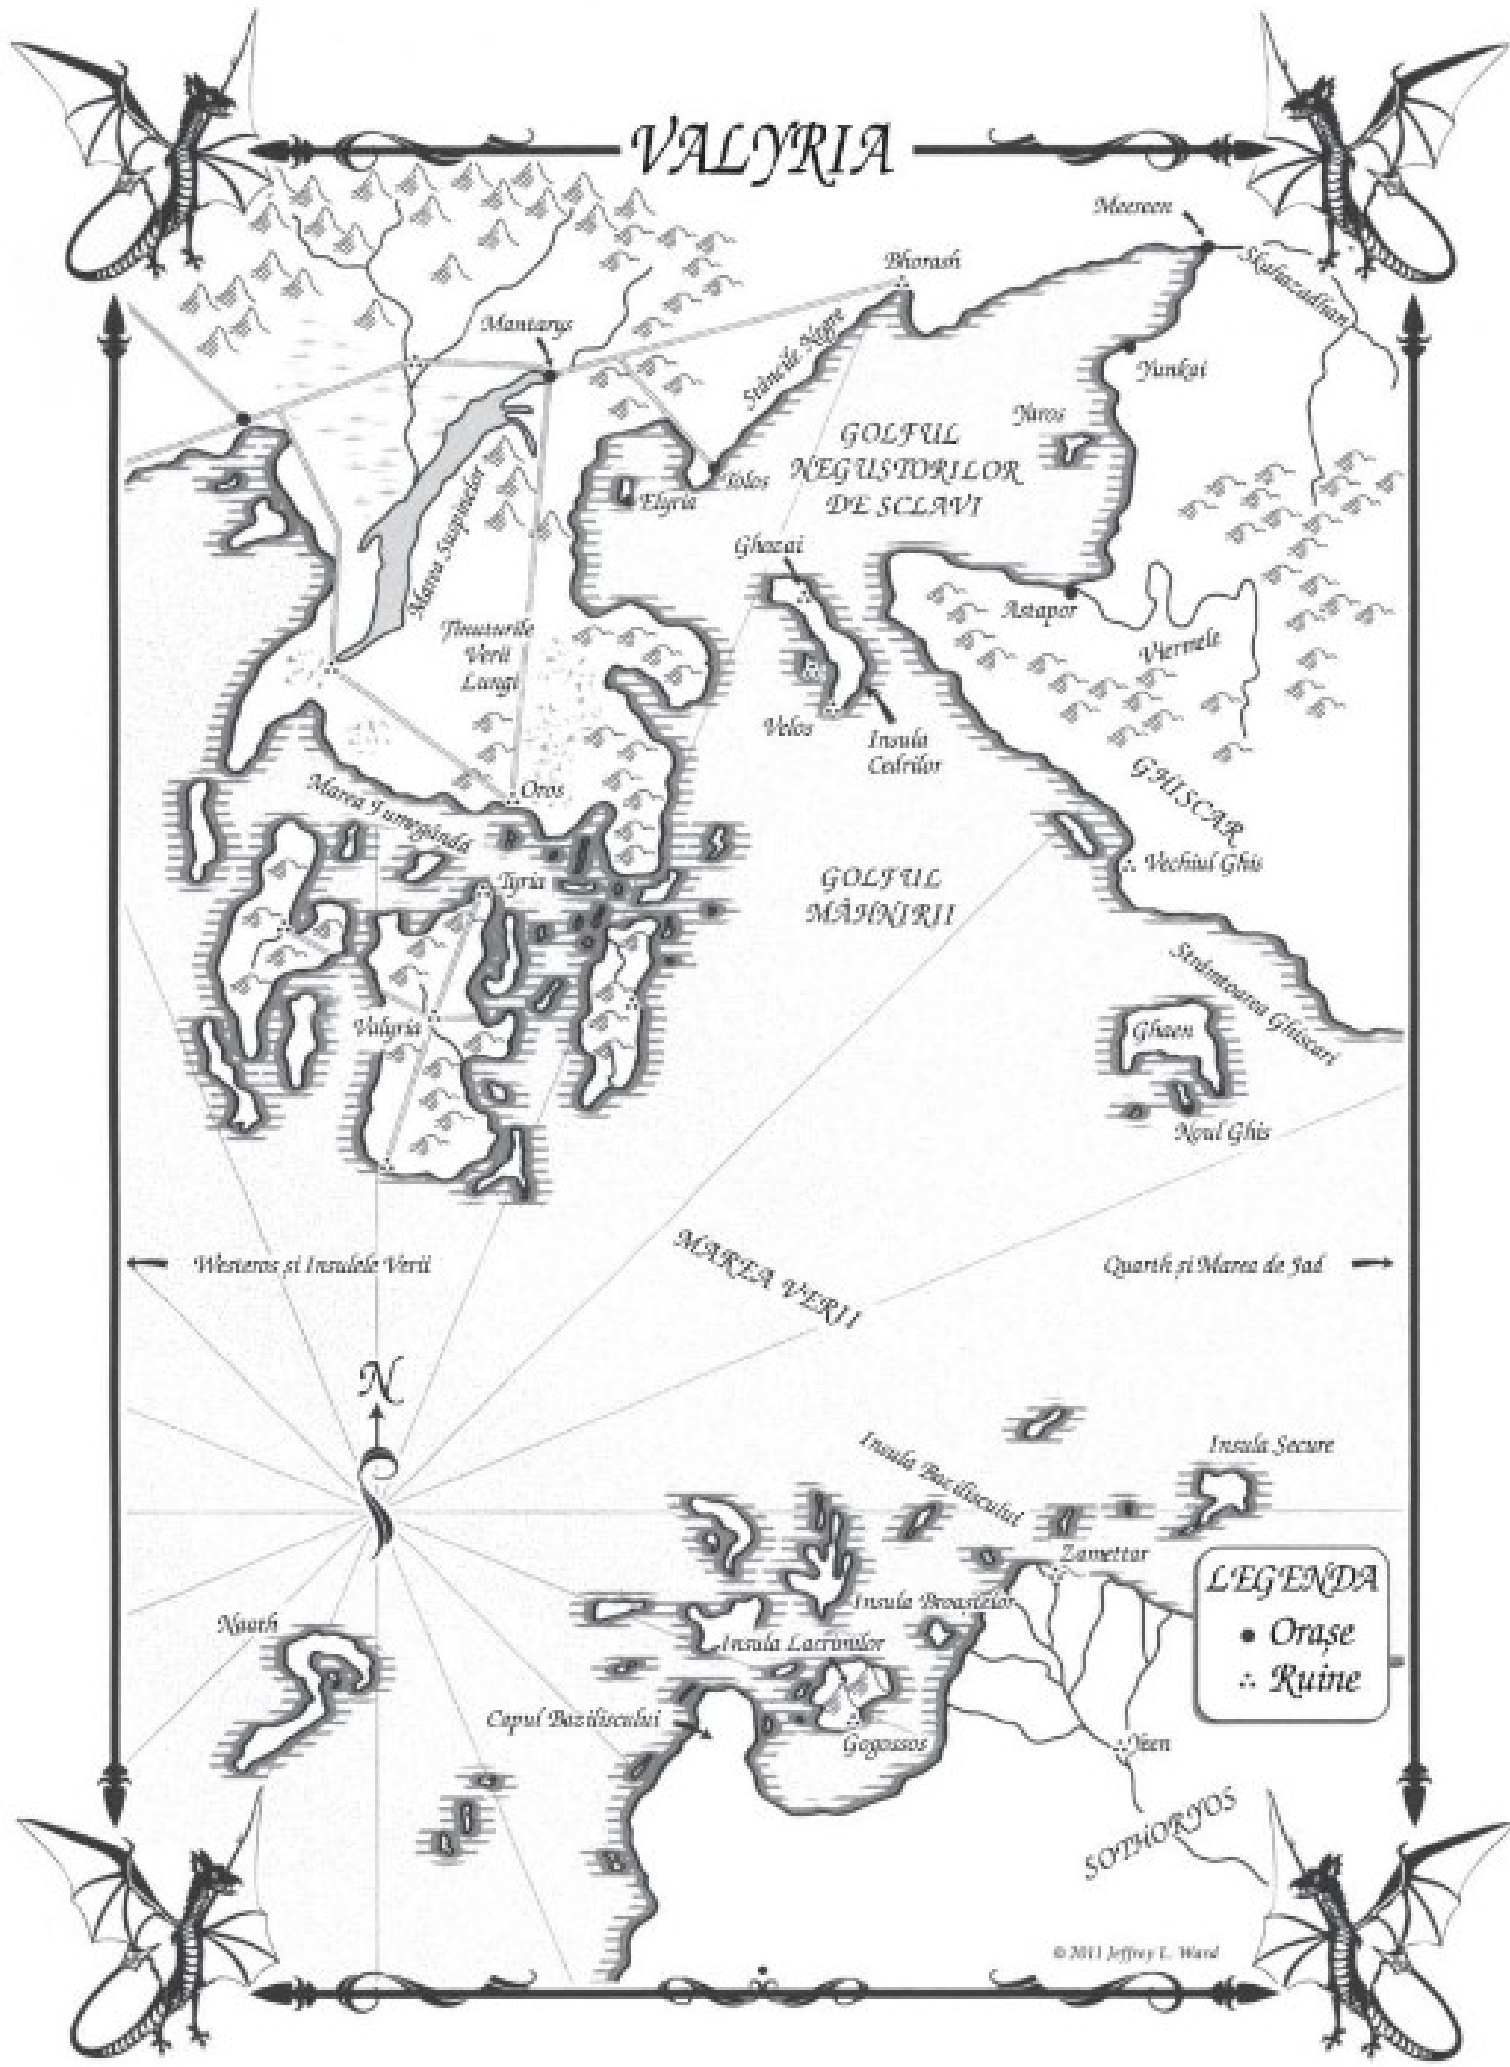 VALYRIA
Meereen
Bhorash
Skahazadhan
Mantarys
Stâncile Negre
Yunkai
Yaros
GOLFUL
NEGUSTORILOR
DE SCLAVI
Tolos
Elyria
Ghozai
Marea Suspinelor
Astapor
Viermele
Ținuturile
Verii
Lungi
Velos
Insula
Cedrilor
GHISCAR
Oros
Marea Fumegândă
Vechiul Ghis
Tyria
GOLFUL
MÂHNIRII
Strâmtoarea Ghiscari
Valyria
Ghaen
Noul Ghis
Westeros și Insulele Verii
MAREA VERII
Quarth și Marea de Jad
N
Insula Baziliscului
Insula Secure
Zamettar
LEGENDA
Orașe
Ruine
Insula Broaștelor
Naath
Insula Lacrimilor
Capul Baziliscului
Gogossos
Yeen
SOTHORYOS
© 2011 Jeffrey L. Ward